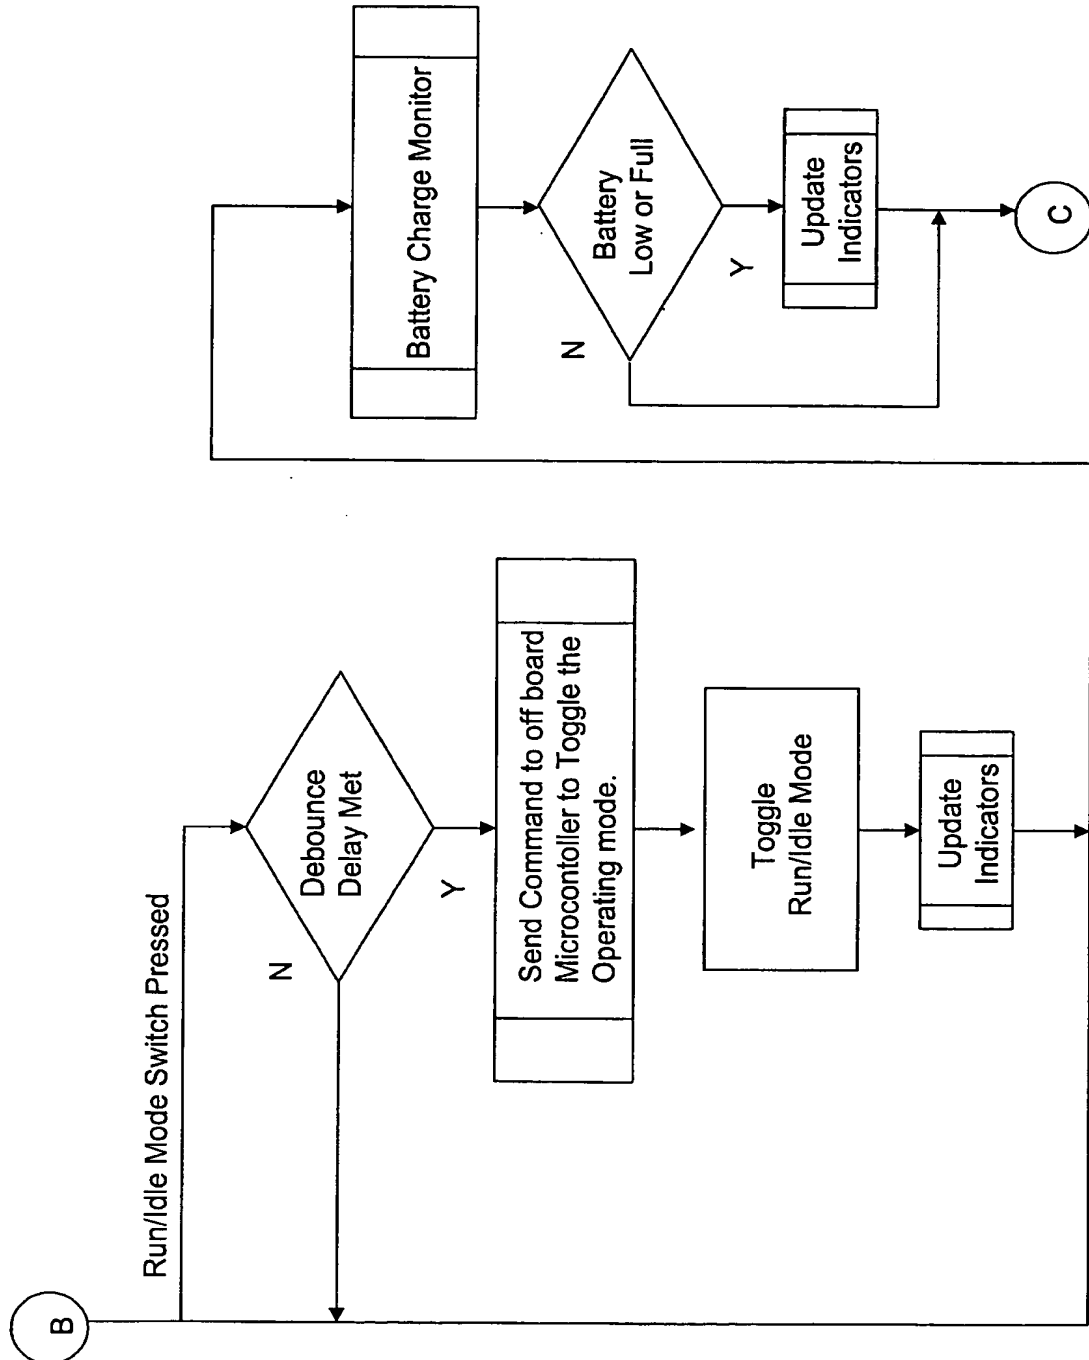 B
Run/Idle Mode Switch Pressed
Debounce
Delay Met
N
Y
Send Command to off board
Microcontoller to Toggle the
Operating mode.
Toggle
Run/Idle Mode
Update
Indicators
Battery Charge Monitor
Battery
Low or Full
N
Y
Update
Indicators
C